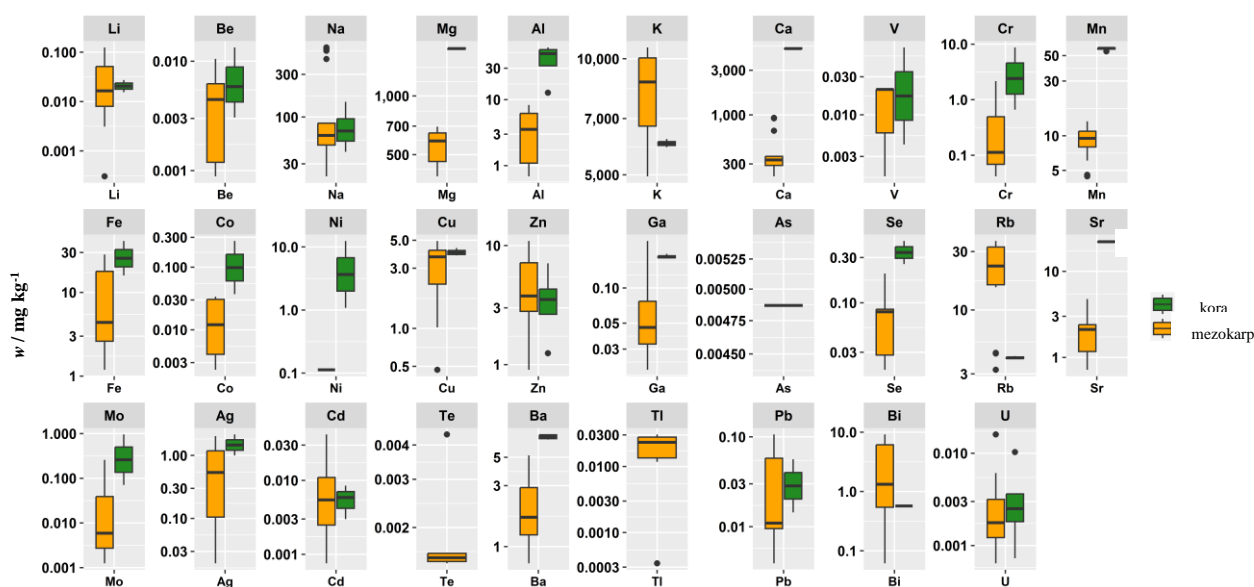 Li Be Na Mg Al K Ca V Cr Mn
0.100 0.010 0.001
0.010 0.003 0.001
300 100 30
1,000 700 500
30 10 3 1
10,000 7,000 5,000
3,000 1,000 300
0.030 0.010 0.003
10.0 1.0 0.1
50 30 10 5
Li Be Na Mg Al K Ca V Cr Mn
w / mg kg-1
Fe Co Ni Cu Zn Ga As Se Rb Sr
30 10 3 1
0.300 0.100 0.030 0.010 0.003
10.0 1.0 0.1
5.0 3.0 1.0 0.5
10 3 1
0.10 0.05 0.03
0.00525 0.00500 0.00475 0.00450
0.30 0.10 0.03
30 10 3
10 3 1
Fe Co Ni Cu Zn Ga As Se Rb Sr
kora
mezokarp
Mo Ag Cd Te Ba Tl Pb Bi U
1.000 0.100 0.010 0.001
1.00 0.30 0.10 0.03
0.030 0.010 0.003 0.001
0.004 0.002 0.001
5 3 1
0.0300 0.0100 0.0030 0.0010 0.0003
0.10 0.03 0.01
10.0 1.0 0.1
0.010 0.003 0.001
Mo Ag Cd Te Ba Tl Pb Bi U